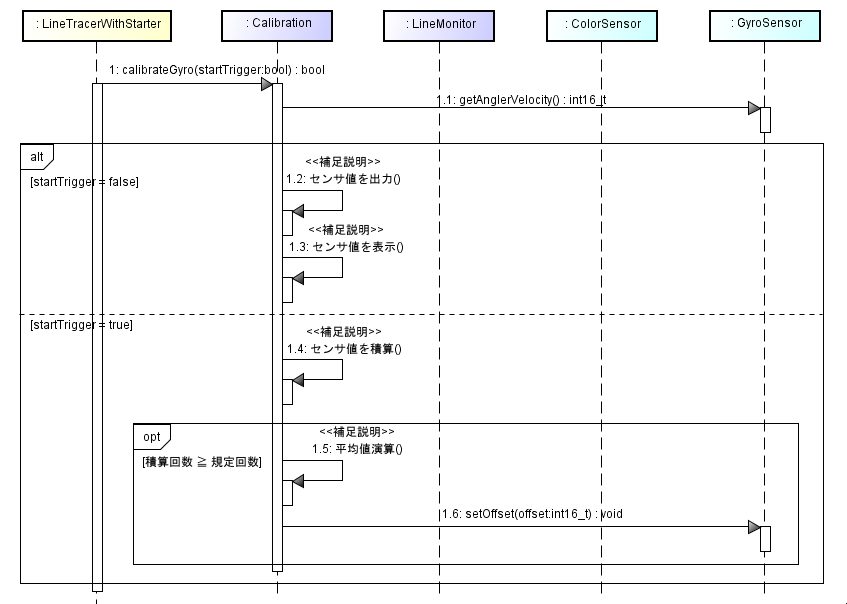 : LineTracerWithStarter
: Calibration
: LineMonitor
: ColorSensor
: GyroSensor
1: calibrateGyro(startTrigger:bool) : bool
1.1: getAnglerVelocity() : int16_t
alt
[startTrigger = false]
<<補足説明>>
1.2: センサ値を出力()
<<補足説明>>
1.3: センサ値を表示()
[startTrigger = true]
<<補足説明>>
1.4: センサ値を積算()
opt
[積算回数 ≧ 規定回数]
<<補足説明>>
1.5: 平均値演算()
1.6: setOffset(offset:int16_t) : void